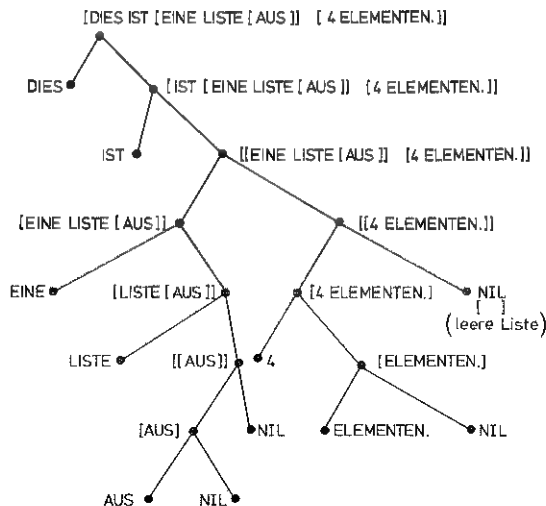 [DIES IST [EINE LISTE [AUS]] [4 ELEMENTEN.]]
DIES
[IST [EINE LISTE [AUS]] [4 ELEMENTEN.]]
IST
[[EINE LISTE [AUS]] [4 ELEMENTEN.]]
[EINE LISTE [AUS]]
[[4 ELEMENTEN.]]
EINE
[LISTE [AUS]]
[4 ELEMENTEN.]
NIL
[ ]
(leere Liste)
LISTE
[[AUS]]
4
[ELEMENTEN.]
[AUS]
NIL
ELEMENTEN.
NIL
AUS
NIL